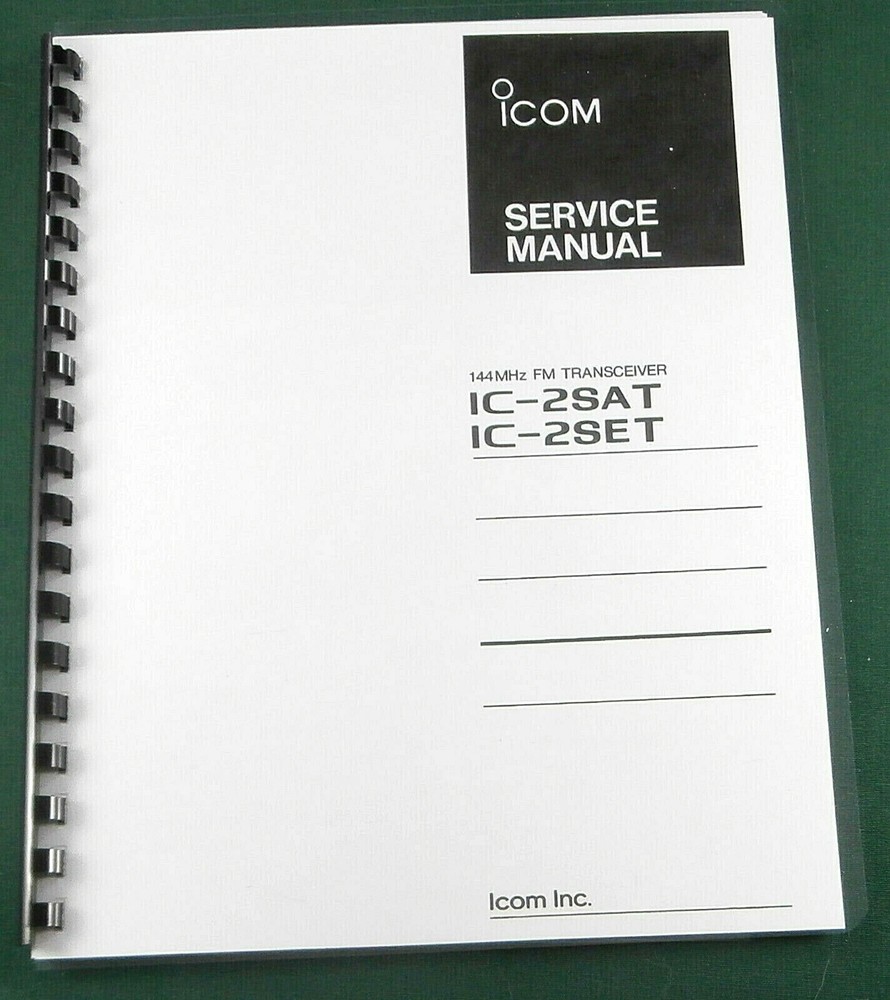 ICOM
SERVICE
MANUAL
144MHz FM TRANSCEIVER
IC-2SAT
IC-2SET
Icom Inc.